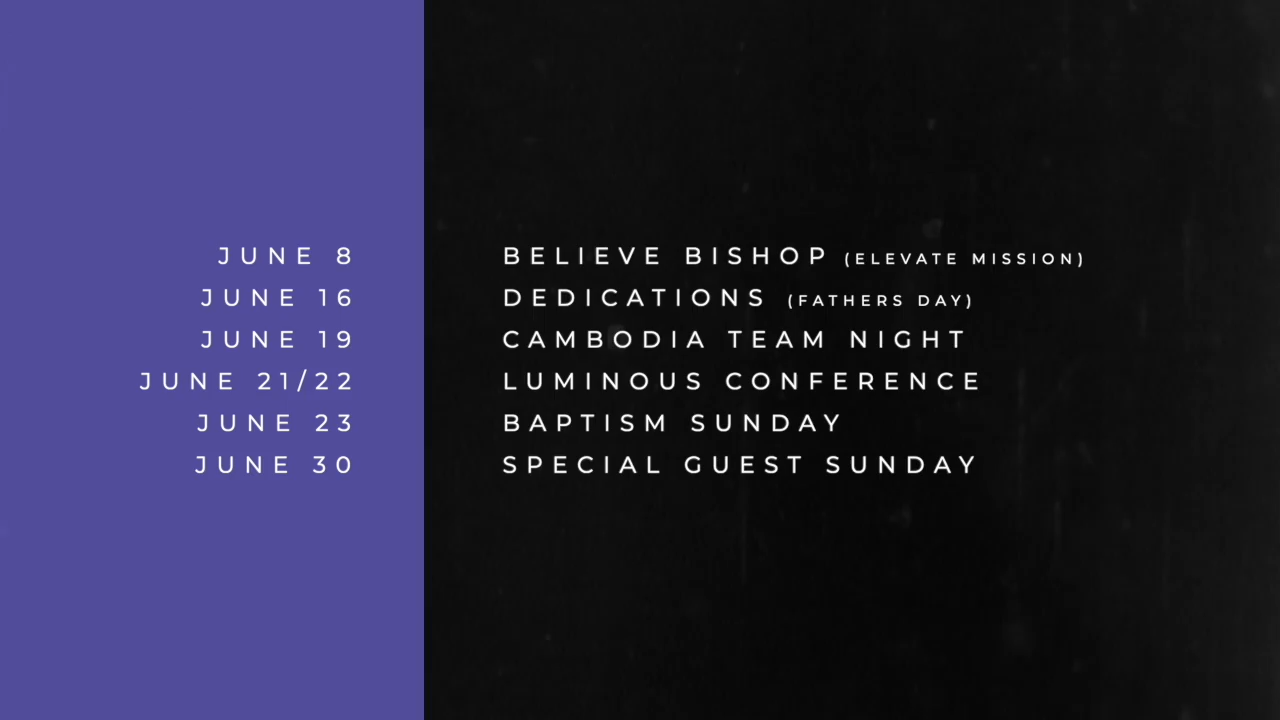 JUNE 8 BELIEVE BISHOP (ELEVATE MISSION)
JUNE 16 DEDICATIONS (FATHERS DAY)
JUNE 19 CAMBODIA TEAM NIGHT
JUNE 21/22 LUMINOUS CONFERENCE
JUNE 23 BAPTISM SUNDAY
JUNE 30 SPECIAL GUEST SUNDAY